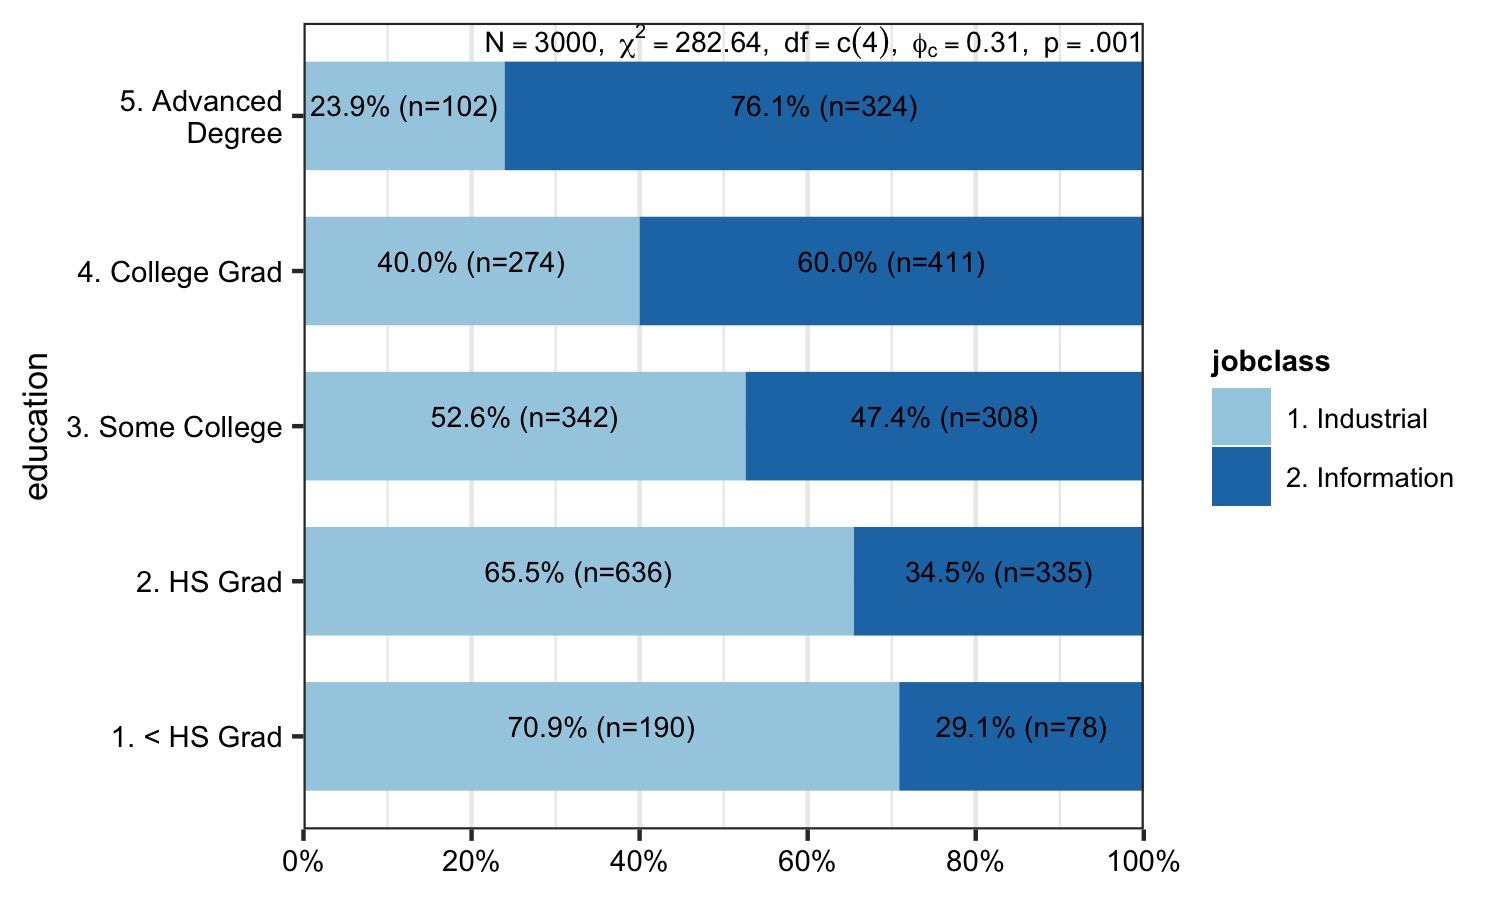 N = 3000, χ² = 282.64, df = c(4), ϕc = 0.31, p = .001
5. Advanced
Degree
23.9% (n=102) 76.1% (n=324)
4. College Grad
40.0% (n=274) 60.0% (n=411)
3. Some College
52.6% (n=342) 47.4% (n=308)
2. HS Grad
65.5% (n=636) 34.5% (n=335)
1. < HS Grad
70.9% (n=190) 29.1% (n=78)
0% 20% 40% 60% 80% 100%
education
jobclass
1. Industrial
2. Information